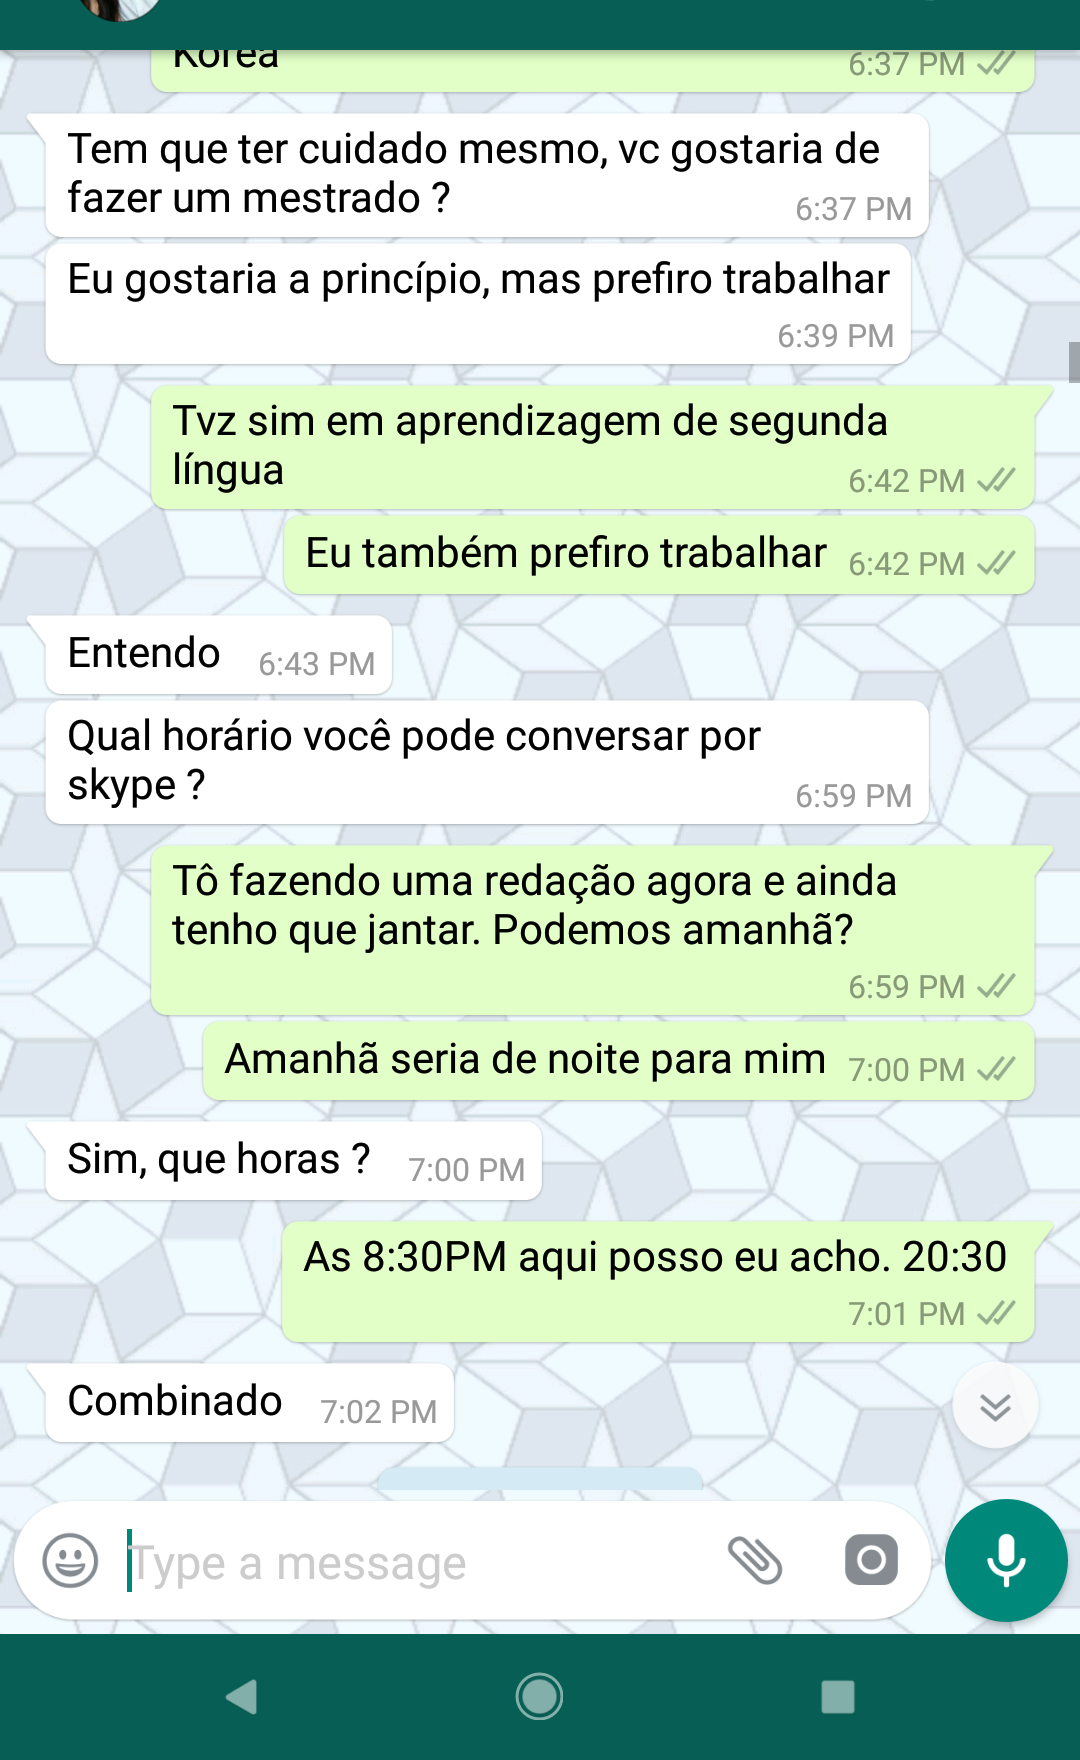 Korea
6:37 PM
Tem que ter cuidado mesmo, vc gostaria de
fazer um mestrado ?
6:37 PM
Eu gostaria a princípio, mas prefiro trabalhar
6:39 PM
Tvz sim em aprendizagem de segunda
língua
6:42 PM
Eu também prefiro trabalhar 6:42 PM
Entendo 6:43 PM
Qual horário você pode conversar por
skype ?
6:59 PM
Tô fazendo uma redação agora e ainda
tenho que jantar. Podemos amanhã?
6:59 PM
Amanhã seria de noite para mim 7:00 PM
Sim, que horas ? 7:00 PM
As 8:30PM aqui posso eu acho. 20:30
7:01 PM
Combinado 7:02 PM
Type a message